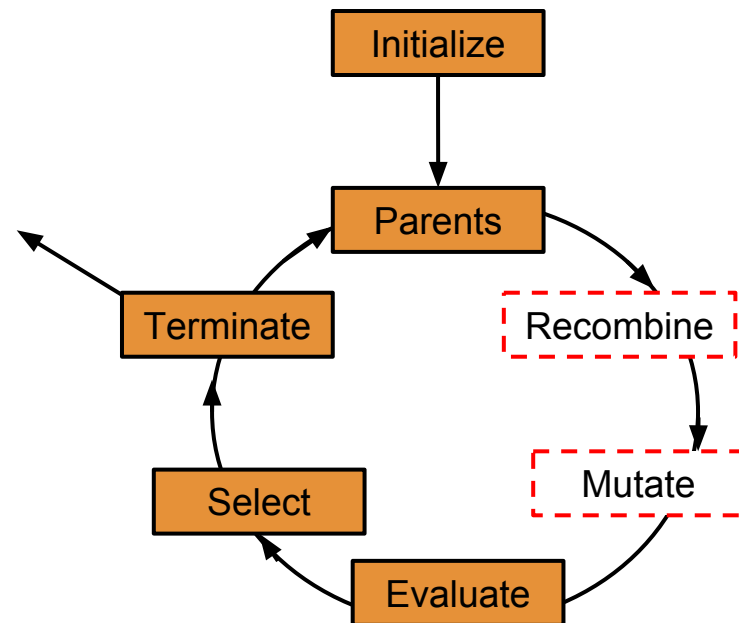 Initialize
Parents
Recombine
Mutate
Evaluate
Select
Terminate